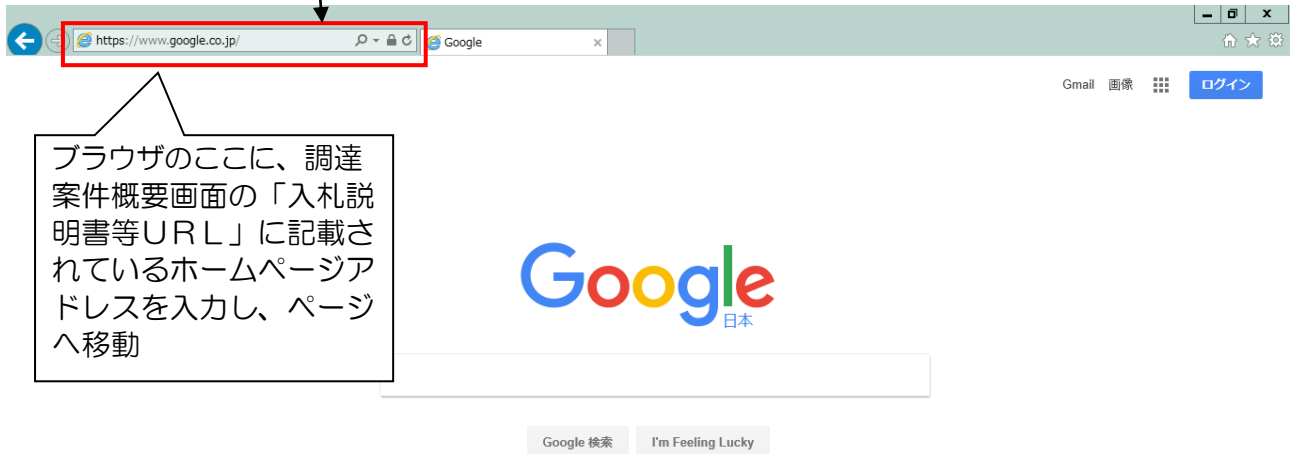 https://www.google.co.jp/
Google
Gmail 画像 ログイン
ブラウザのここに、調達
案件概要画面の「入札説
明書等ＵＲＬ」に記載さ
れているホームページア
ドレスを入力し、ページ
へ移動
Google
日本
Google 検索 I'm Feeling Lucky